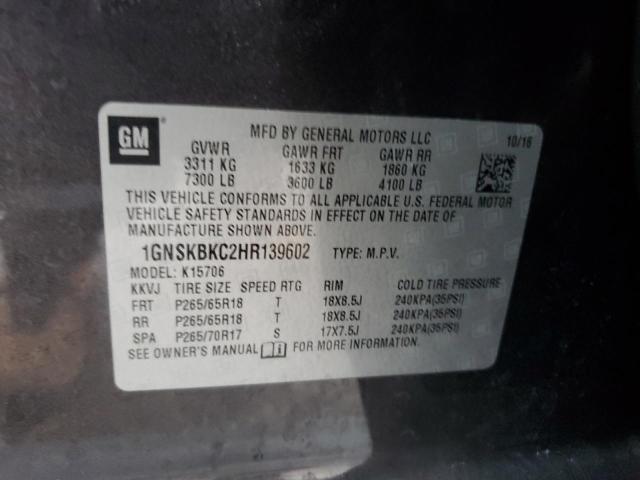 GM
MFD BY GENERAL MOTORS LLC 10/16
GVWR GAWR FRT GAWR RR
3311 KG 1633 KG 1860 KG
7300 LB 3600 LB 4100 LB
THIS VEHICLE CONFORMS TO ALL APPLICABLE U.S. FEDERAL MOTOR
VEHICLE SAFETY STANDARDS IN EFFECT ON THE DATE OF
MANUFACTURE SHOWN ABOVE.
1GNSKBKC2HR139602 TYPE: M.P.V.
MODEL: K15706
KKVJ TIRE SIZE SPEED RTG RIM COLD TIRE PRESSURE
FRT P265/65R18 T 18X8.5J 240KPA(35PSI)
RR P265/65R18 T 18X8.5J 240KPA(35PSI)
SPA P265/70R17 S 17X7.5J 240KPA(35PSI)
SEE OWNER'S MANUAL FOR MORE INFORMATION.